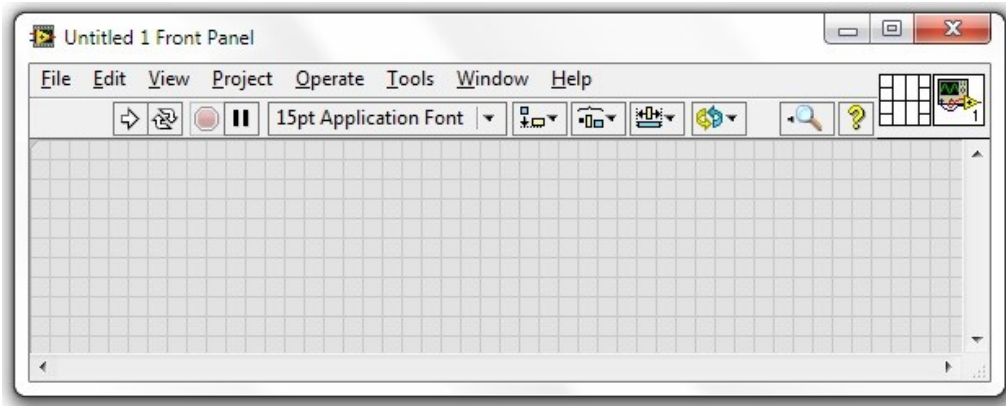 Untitled 1 Front Panel
File Edit View Project Operate Tools Window Help
15pt Application Font
1